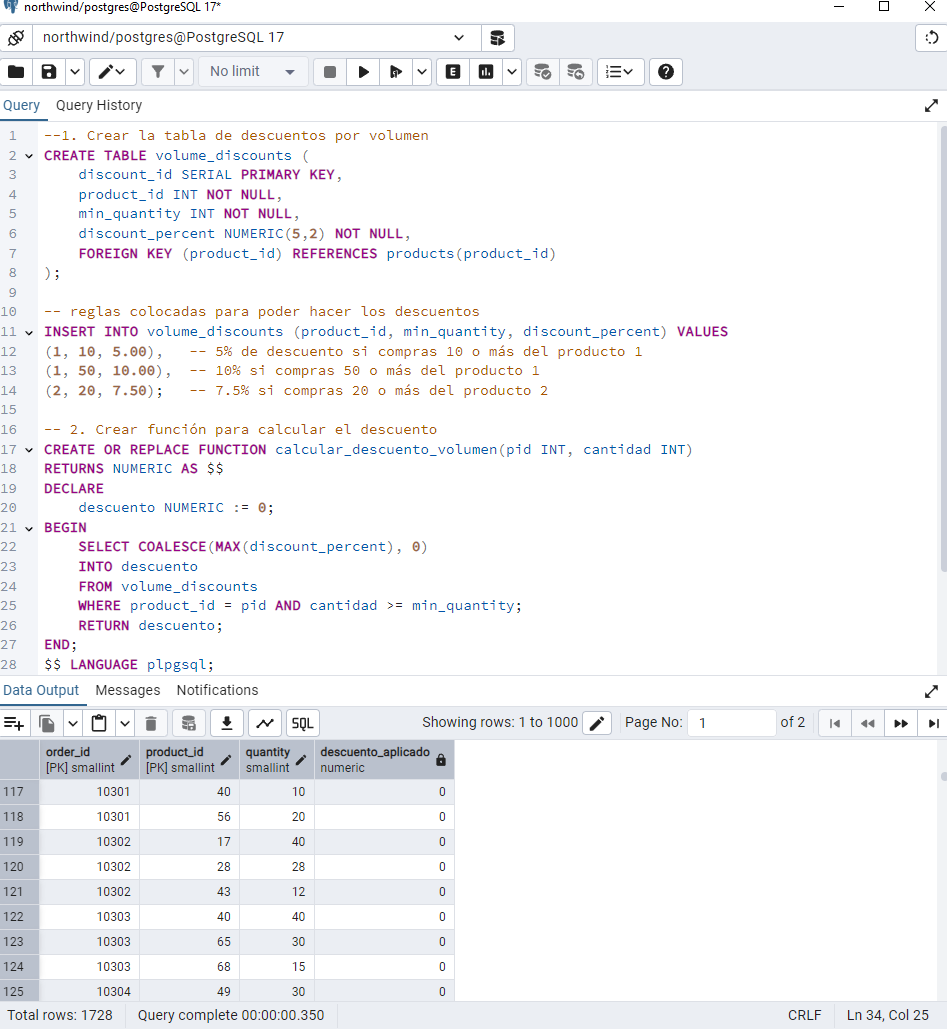 northwind/postgres@PostgreSQL 17*
northwind/postgres@PostgreSQL 17
No limit
E
Query
Query History
1 --1. Crear la tabla de descuentos por volumen
2 CREATE TABLE volume_discounts (
3 discount_id SERIAL PRIMARY KEY,
4 product_id INT NOT NULL,
5 min_quantity INT NOT NULL,
6 discount_percent NUMERIC(5,2) NOT NULL,
7 FOREIGN KEY (product_id) REFERENCES products(product_id)
8 );
9
10 -- reglas colocadas para poder hacer los descuentos
11 INSERT INTO volume_discounts (product_id, min_quantity, discount_percent) VALUES
12 (1, 10, 5.00), -- 5% de descuento si compras 10 o más del producto 1
13 (1, 50, 10.00), -- 10% si compras 50 o más del producto 1
14 (2, 20, 7.50); -- 7.5% si compras 20 o más del producto 2
15
16 -- 2. Crear función para calcular el descuento
17 CREATE OR REPLACE FUNCTION calcular_descuento_volumen(pid INT, cantidad INT)
18 RETURNS NUMERIC AS $$
19 DECLARE
20 descuento NUMERIC := 0;
21 BEGIN
22 SELECT COALESCE(MAX(discount_percent), 0)
23 INTO descuento
24 FROM volume_discounts
25 WHERE product_id = pid AND cantidad >= min_quantity;
26 RETURN descuento;
27 END;
28 $$ LANGUAGE plpgsql;
Data Output Messages Notifications
SQL
Showing rows: 1 to 1000
Page No: 1 of 2
order_id product_id quantity descuento_aplicado
[PK] smallint [PK] smallint smallint numeric
117 10301 40 10 0
118 10301 56 20 0
119 10302 17 40 0
120 10302 28 28 0
121 10302 43 12 0
122 10303 40 40 0
123 10303 65 30 0
124 10303 68 15 0
125 10304 49 30 0
Total rows: 1728 Query complete 00:00:00.350 CRLF Ln 34, Col 25